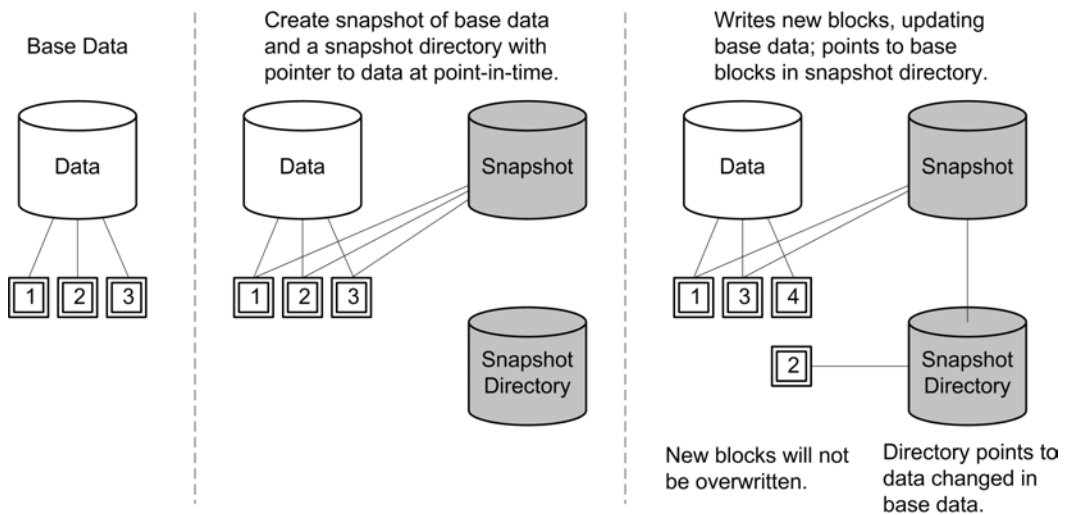 Base Data
Data
1 2 3
Create snapshot of base data
and a snapshot directory with
pointer to data at point-in-time.
Data
Snapshot
1 2 3
Snapshot
Directory
Writes new blocks, updating
base data; points to base
blocks in snapshot directory.
Data
Snapshot
1 3 4
2
Snapshot
Directory
New blocks will not
be overwritten.
Directory points to
data changed in
base data.